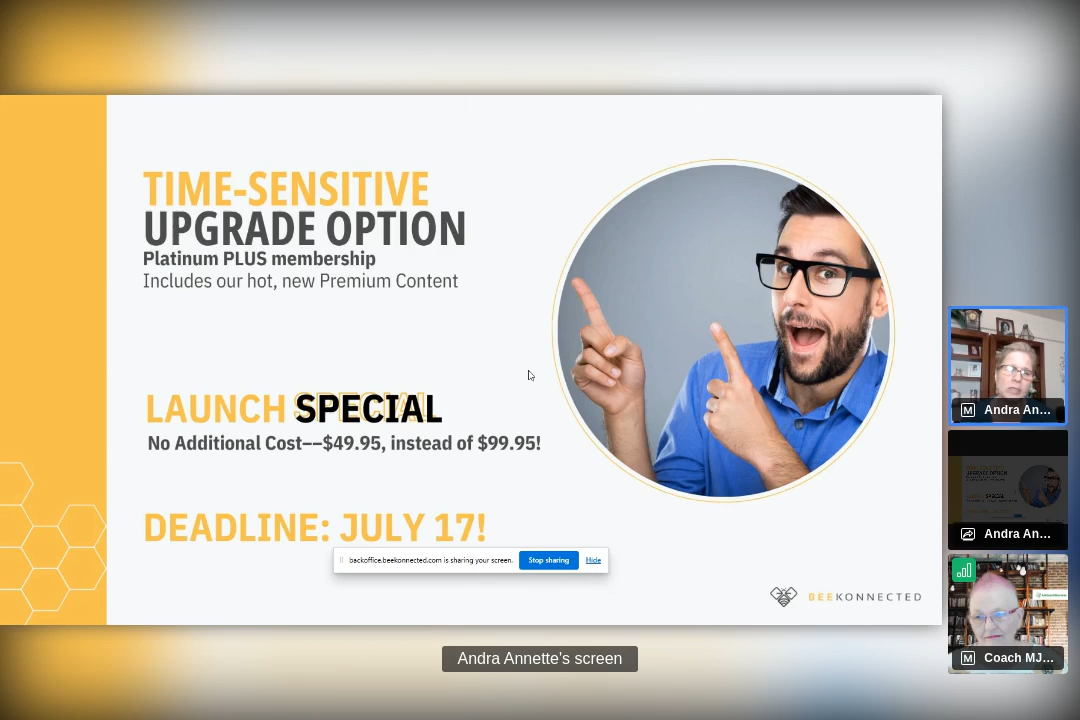 TIME-SENSITIVE
UPGRADE OPTION
Platinum PLUS membership
Includes our hot, new Premium Content
LAUNCH SPECIAL
No Additional Cost––$49.95, instead of $99.95!
DEADLINE: JULY 17!
backoffice.beekonnected.com is sharing your screen.
Stop sharing
Hide
BEEKONNECTED
Andra Annette's screen
M Andra An...
Andra An...
M Coach MJ...